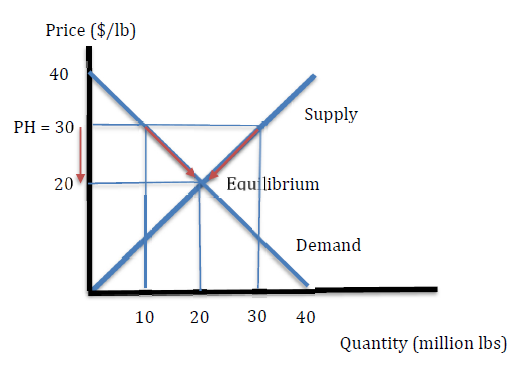 Price ($/lb)
40
Supply
PH = 30
20
Equilibrium
Demand
10 20 30 40
Quantity (million lbs)